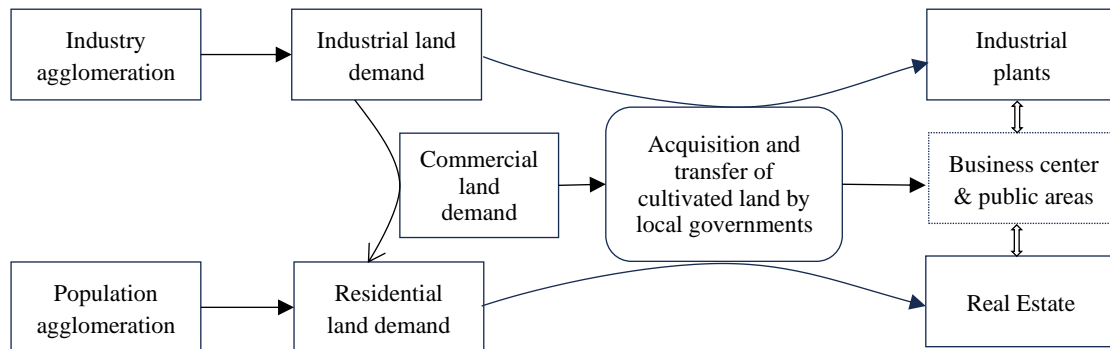 Industry
agglomeration
Industrial land
demand
Industrial
plants
Commercial
land
demand
Acquisition and
transfer of
cultivated land by
local governments
Business center
& public areas
Population
agglomeration
Residential
land demand
Real Estate